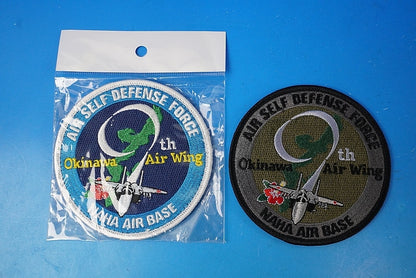 AIR SELF DEFENSE FORCE
9th
Okinawa Air Wing
NAHA AIR BASE
AIR SELF DEFENSE FORCE
9th
Okinawa Air Wing
NAHA AIR BASE